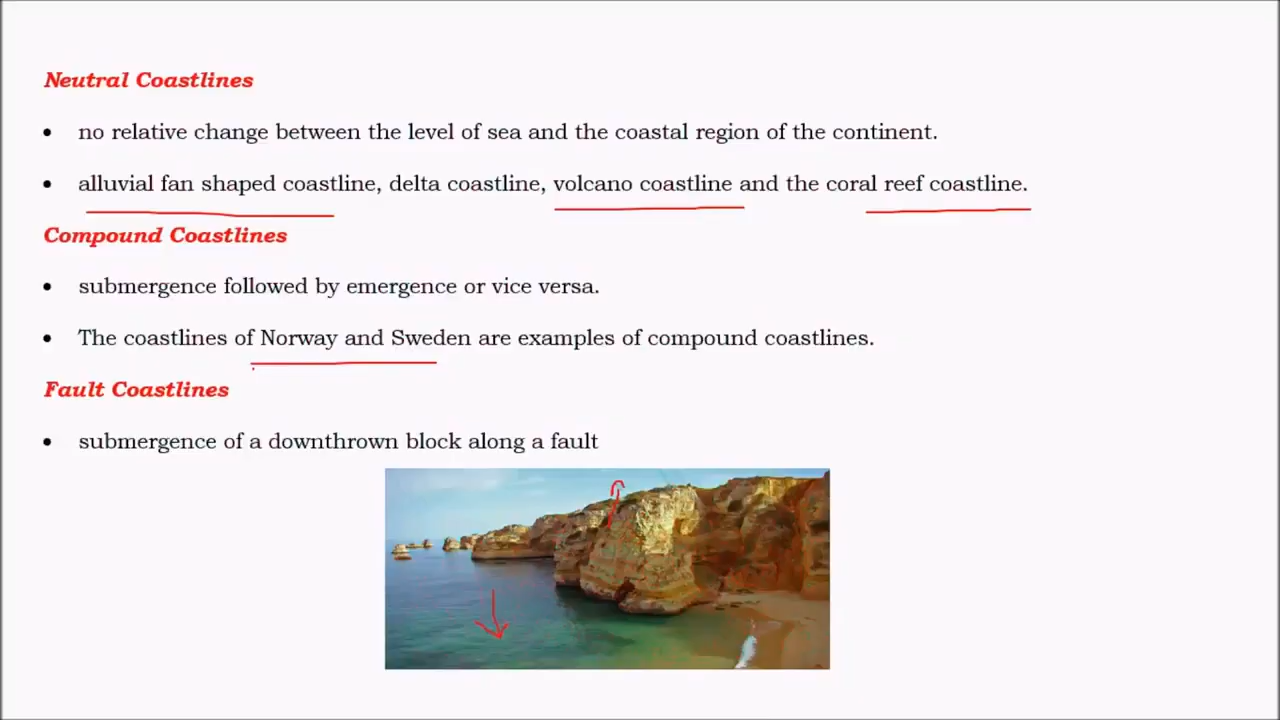 Neutral Coastlines
• no relative change between the level of sea and the coastal region of the continent.
• alluvial fan shaped coastline, delta coastline, volcano coastline and the coral reef coastline.
Compound Coastlines
• submergence followed by emergence or vice versa.
• The coastlines of Norway and Sweden are examples of compound coastlines.
Fault Coastlines
• submergence of a downthrown block along a fault